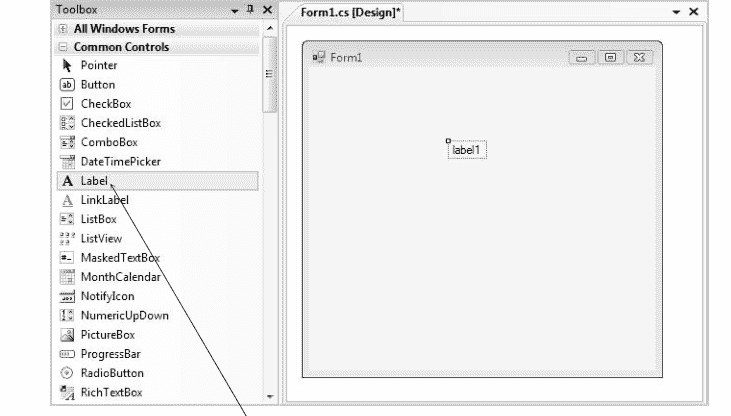 Toolbox
All Windows Forms
Common Controls
Pointer
Button
CheckBox
CheckedListBox
ComboBox
DateTimePicker
Label
LinkLabel
ListBox
ListView
MaskedTextBox
MonthCalendar
NotifyIcon
NumericUpDown
PictureBox
ProgressBar
RadioButton
RichTextBox
Form1.cs [Design]*
Form1
label1